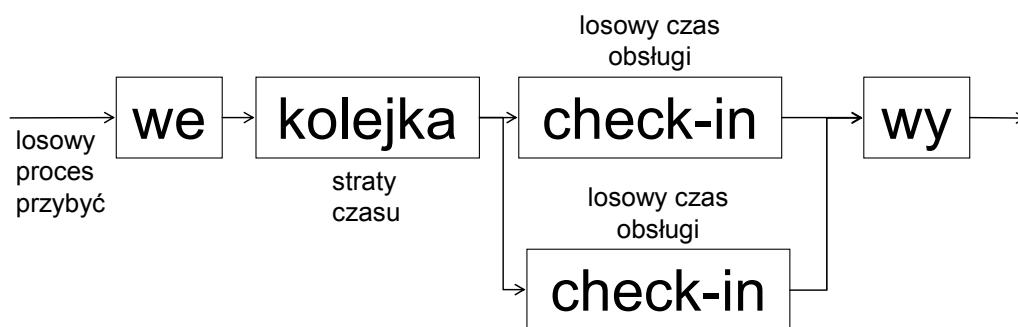 losowy czas
obsługi
we
kolejka
check-in
wy
losowy
proces
przybyć
straty
czasu
losowy czas
obsługi
check-in